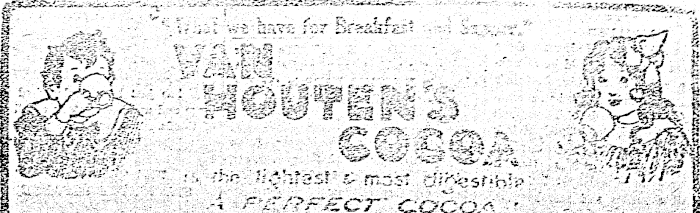 "What we have for Breakfast and Supper."
VAN
HOUTEN'S
COCOA
is the lightest & most digestible
A PERFECT COCOA